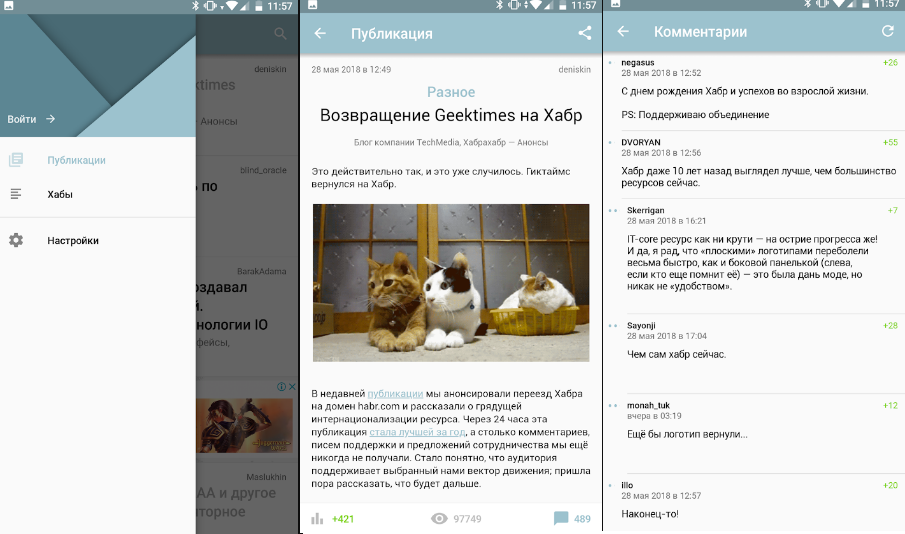 11:57
Войти
Публикации
Хабы
Настройки
deniskin
ktimes
Анонсы
blind_oracle
ь по
BarakAdama
оздавал
й.
нологии IO
фейсы,
Maslukhin
АА и другое
иторное
11:57
Публикация
28 мая 2018 в 12:49
deniskin
Разное
Возвращение Geektimes на Хабр
Блог компании TechMedia, Хабрахабр — Анонсы
Это действительно так, и это уже случилось. Гиктаймс
вернулся на Хабр.
В недавней публикации мы анонсировали переезд Хабра
на домен habr.com и рассказали о грядущей
интернационализации ресурса. Через 24 часа эта
публикация стала лучшей за год, а столько комментариев,
писем поддержки и предложений сотрудничества мы ещё
никогда не получали. Стало понятно, что аудитория
поддерживает выбранный нами вектор движения; пришла
пора рассказать, что будет дальше.
+421
97749
489
11:57
Комментарии
negasus
+26
28 мая 2018 в 12:52
С днем рождения Хабр и успехов во взрослой жизни.
PS: Поддерживаю объединение
DVORYAN
+55
28 мая 2018 в 12:56
Хабр даже 10 лет назад выглядел лучше, чем большинство
ресурсов сейчас.
Skerrigan
+7
28 мая 2018 в 16:21
IT-core ресурс как ни крути — на острие прогресса же!
И да, я рад, что «плоскими» логотипами переболели
весьма быстро, как и боковой панелькой (слева,
если кто еще помнит её) — это была дань моде, но
никак не «удобством».
Sayonji
+28
28 мая 2018 в 17:04
Чем сам хабр сейчас.
monah_tuk
+12
вчера в 03:19
Ещё бы логотип вернули...
illo
+20
28 мая 2018 в 12:57
Наконец-то!